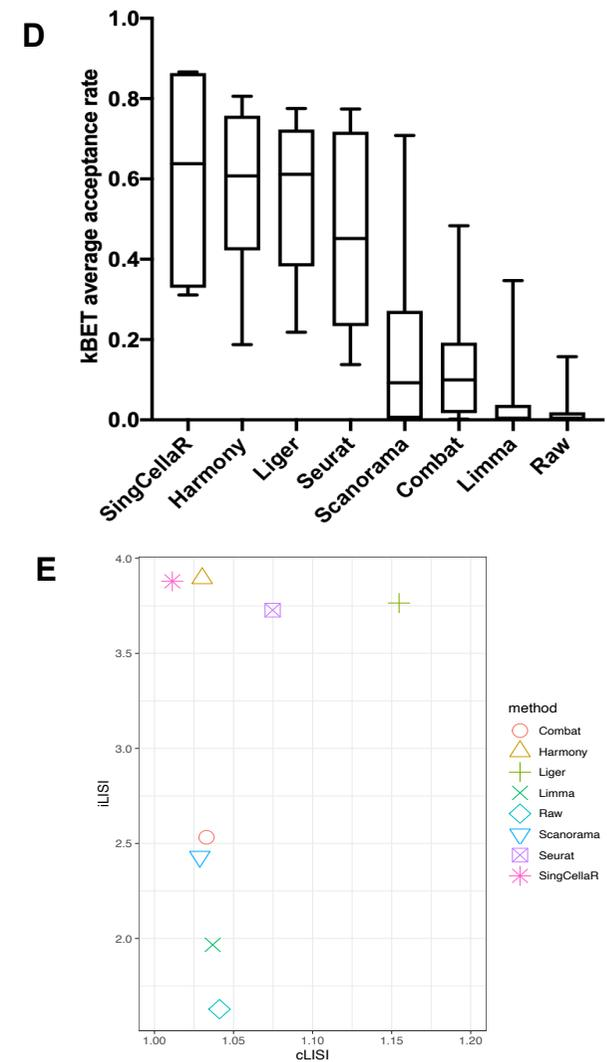 D
kBET average acceptance rate
1.0
0.8
0.6
0.4
0.2
0.0
SingCellaR
Harmony
Liger
Seurat
Scanorama
Combat
Limma
Raw
E
iLISI
4.0
3.5
3.0
2.5
2.0
1.00
1.05
1.10
1.15
1.20
cLISI
method
Combat
Harmony
Liger
Limma
Raw
Scanorama
Seurat
SingCellaR